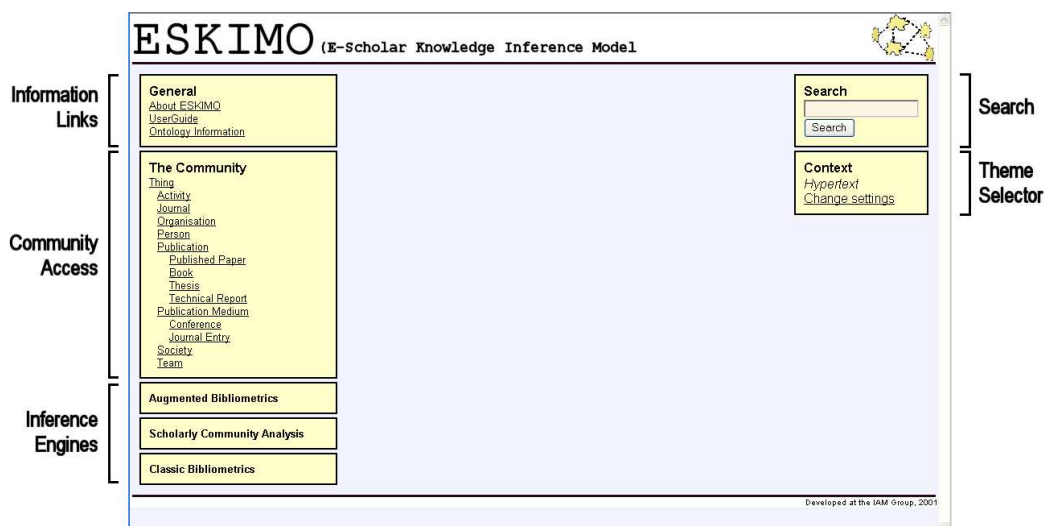 ESKIMO (E-Scholar Knowledge Inference Model
Information
Links
General
About ESKIMO
UserGuide
Ontology Information
Search
Search
Search
Community
Access
The Community
Thing
Activity
Journal
Organisation
Person
Publication
Published Paper
Book
Thesis
Technical Report
Publication Medium
Conference
Journal Entry
Society
Team
Context
Hypertext
Change settings
Theme
Selector
Inference
Engines
Augmented Bibliometrics
Scholarly Community Analysis
Classic Bibliometrics
Developed at the IAM Group, 2001